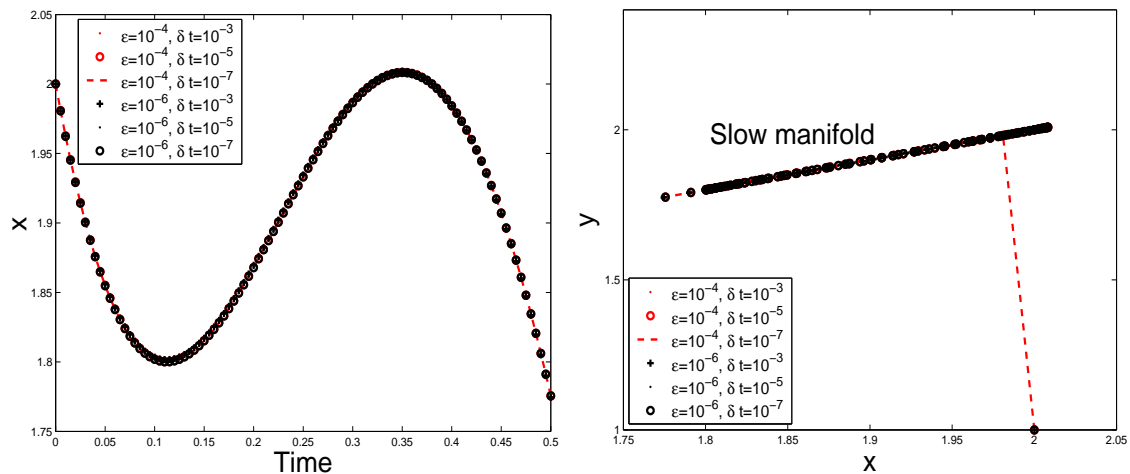 2.05
2
1.95
1.9
1.85
1.8
1.75
x
0
0.05
0.1
0.15
0.2
0.25
0.3
0.35
0.4
0.45
0.5
Time
ε=10⁻⁴, δ t=10⁻³
ε=10⁻⁴, δ t=10⁻⁵
ε=10⁻⁴, δ t=10⁻⁷
ε=10⁻⁶, δ t=10⁻³
ε=10⁻⁶, δ t=10⁻⁵
ε=10⁻⁶, δ t=10⁻⁷
2
1
y
Slow manifold
ε=10⁻⁴, δ t=10⁻³
ε=10⁻⁴, δ t=10⁻⁵
ε=10⁻⁴, δ t=10⁻⁷
ε=10⁻⁶, δ t=10⁻³
ε=10⁻⁶, δ t=10⁻⁵
ε=10⁻⁶, δ t=10⁻⁷
1.75
1.8
1.85
1.9
1.95
2
2.05
x